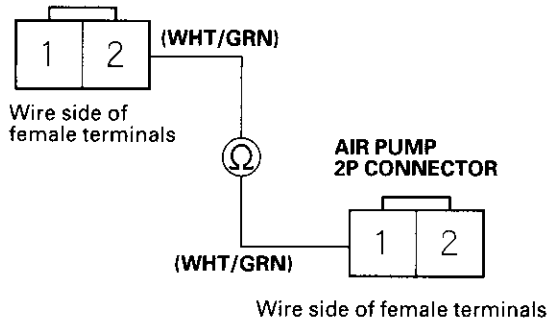 1 2
(WHT/GRN)
Wire side of
female terminals
Ω
AIR PUMP
2P CONNECTOR
1 2
(WHT/GRN)
Wire side of female terminals